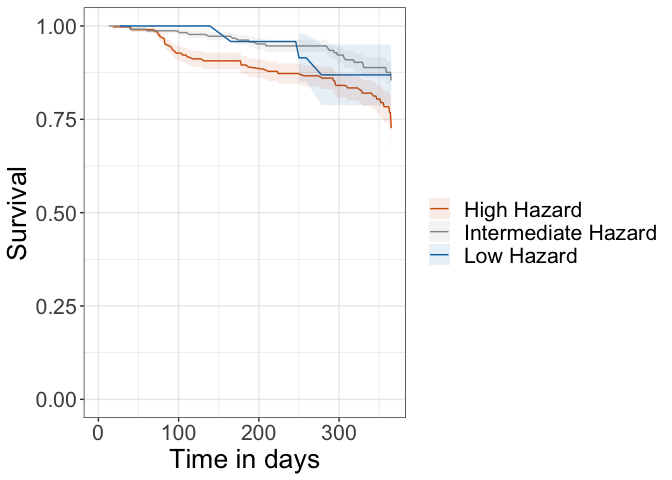 1.00
0.75
0.50
0.25
0.00
Survival
0 100 200 300
Time in days
High Hazard
Intermediate Hazard
Low Hazard